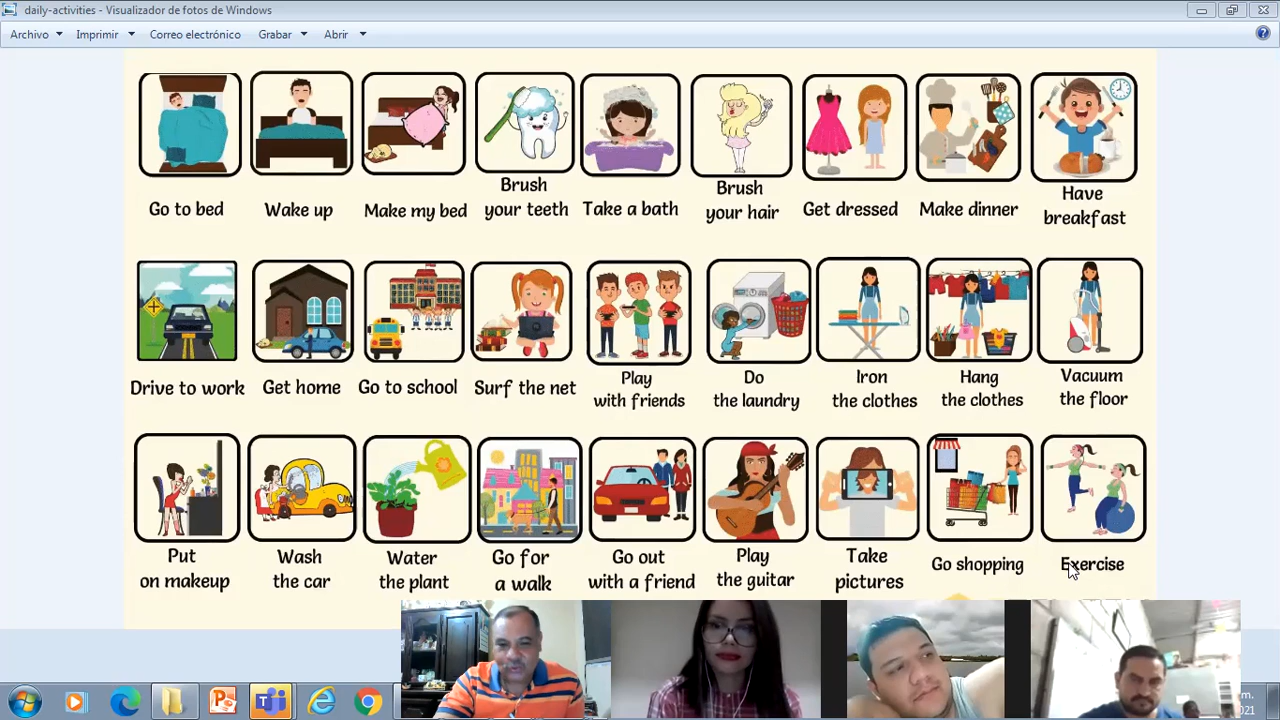 daily-activities - Visualizador de fotos de Windows
Archivo Imprimir Correo electrónico Grabar Abrir
Go to bed
Wake up
Make my bed
Brush
your teeth
Take a bath
Brush
your hair
Get dressed
Make dinner
Have
breakfast
Drive to work
Get home
Go to school
Surf the net
Play
with friends
Do
the laundry
Iron
the clothes
Hang
the clothes
Vacuum
the floor
Put
on makeup
Wash
the car
Water
the plant
Go for
a walk
Go out
with a friend
Play
the guitar
Take
pictures
Go shopping
Exercise
.m.
2021